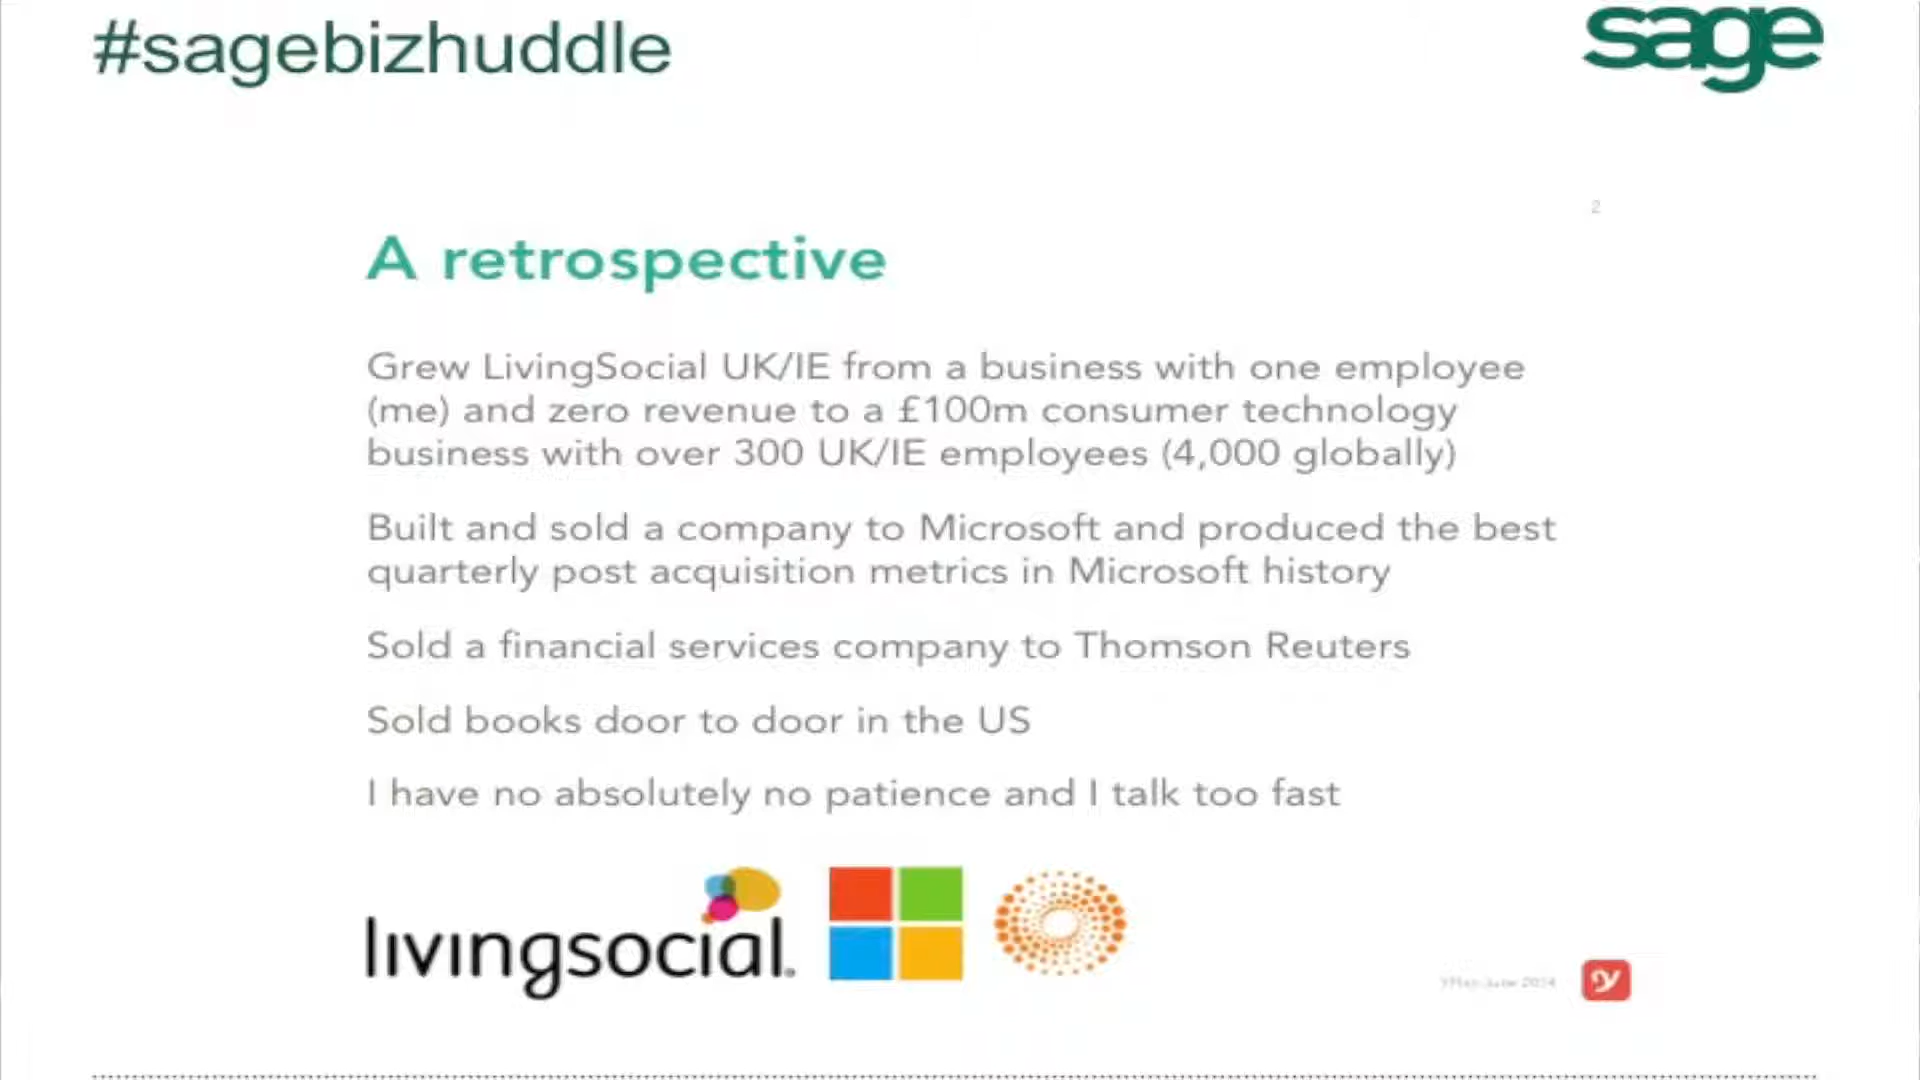 #sagebizhuddle
sage
2
A retrospective
Grew LivingSocial UK/IE from a business with one employee
(me) and zero revenue to a £100m consumer technology
business with over 300 UK/IE employees (4,000 globally)
Built and sold a company to Microsoft and produced the best
quarterly post acquisition metrics in Microsoft history
Sold a financial services company to Thomson Reuters
Sold books door to door in the US
I have no absolutely no patience and I talk too fast
livingsocial.
June 2014